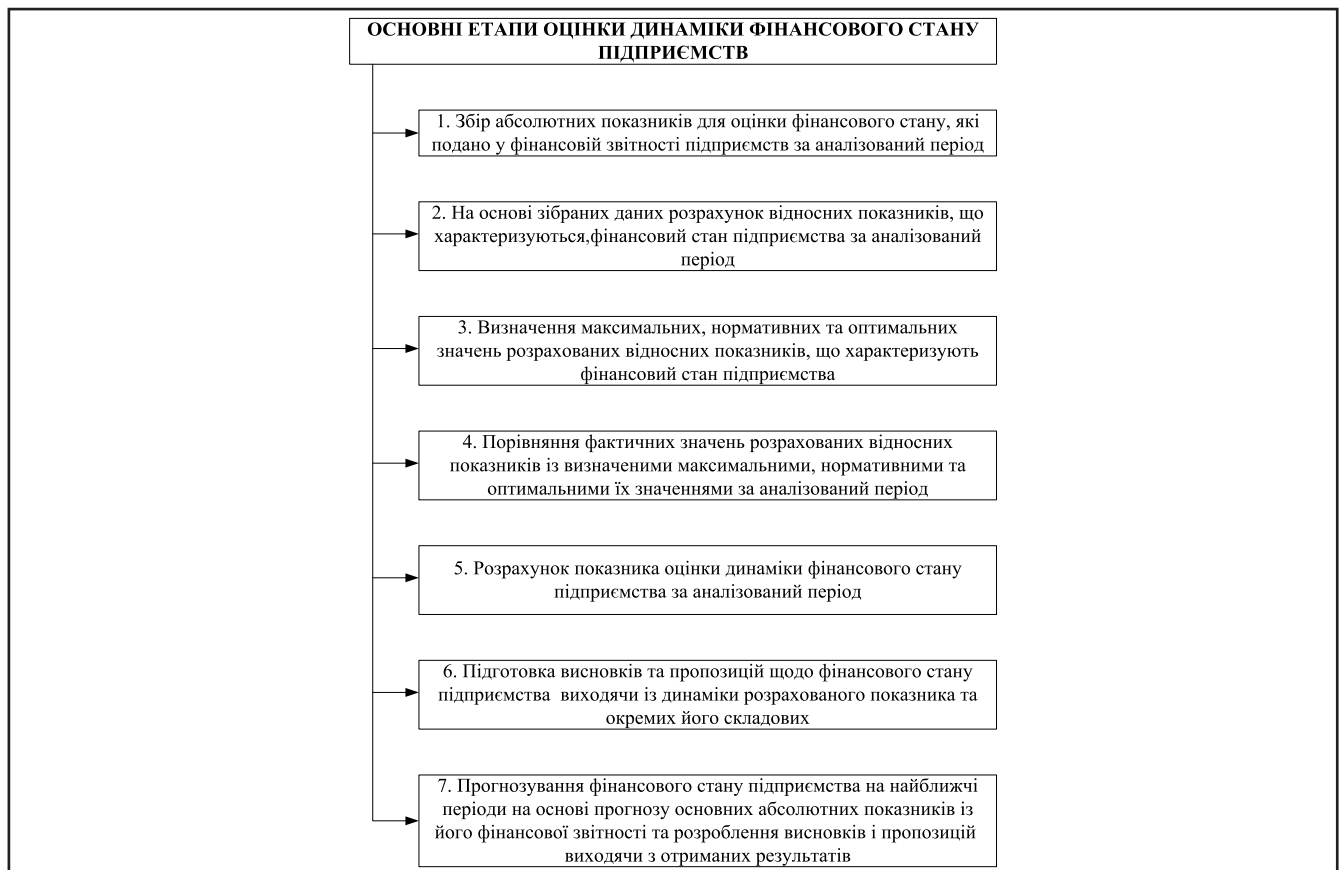 ОСНОВНІ ЕТАПИ ОЦІНКИ ДИНАМІКИ ФІНАНСОВОГО СТАНУ
ПІДПРИЄМСТВ
1. Збір абсолютних показників для оцінки фінансового стану, які
подано у фінансовій звітності підприємств за аналізований період
2. На основі зібраних даних розрахунок відносних показників, що
характеризуються,фінансовий стан підприємства за аналізований
період
3. Визначення максимальних, нормативних та оптимальних
значень розрахованих відносних показників, що характеризують
фінансовий стан підприємства
4. Порівняння фактичних значень розрахованих відносних
показників із визначеними максимальними, нормативними та
оптимальними їх значеннями за аналізований період
5. Розрахунок показника оцінки динаміки фінансового стану
підприємства за аналізований період
6. Підготовка висновків та пропозицій щодо фінансового стану
підприємства  виходячи із динаміки розрахованого показника та
окремих його складових
7. Прогнозування фінансового стану підприємства на найближчі
періоди на основі прогнозу основних абсолютних показників із
його фінансової звітності та розроблення висновків і пропозицій
виходячи з отриманих результатів